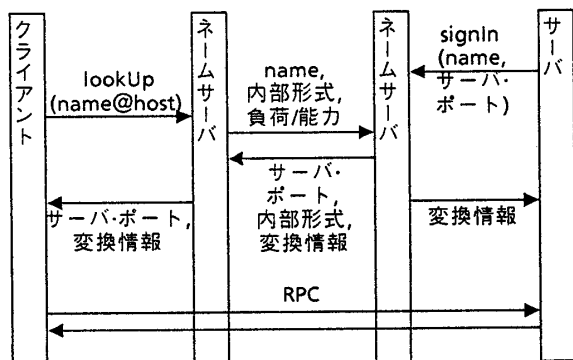 クライアント
lookUp
(name@host)
サーバ・ポート,
変換情報
ネームサーバ
name,
内部形式,
負荷/能力
サーバ・
ポート,
内部形式,
変換情報
ネームサーバ
signIn
(name,
サーバ・
ポート)
変換情報
サーバ
RPC